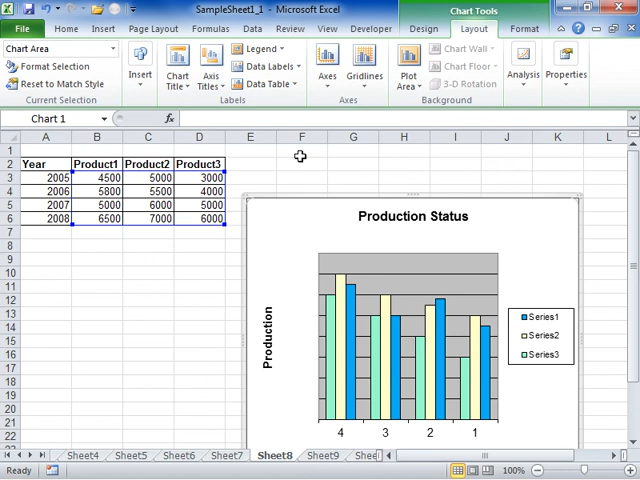 SampleSheet1_1 - Microsoft Excel
Chart Tools
File Home Insert Page Layout Formulas Data Review View Developer Design Layout Format
Chart Area
Format Selection
Reset to Match Style
Current Selection
Insert
Chart Title
Axis Titles
Legend
Data Labels
Data Table
Labels
Axes
Gridlines
Axes
Plot Area
Chart Wall
Chart Floor
3-D Rotation
Background
Analysis
Properties
Chart 1
fx
A B C D E F G H I J K L
1
2 Year Product1 Product2 Product3
3 2005 4500 5000 3000
4 2006 5800 5500 4000
5 2007 5000 6000 5000
6 2008 6500 7000 6000
7
8
9
10
11
12
13
14
15
16
17
18
19
20
21
22
Production Status
Production
Series1
Series2
Series3
4 3 2 1
Sheet4 Sheet5 Sheet6 Sheet7 Sheet8 Sheet9 Shee
Ready
100%